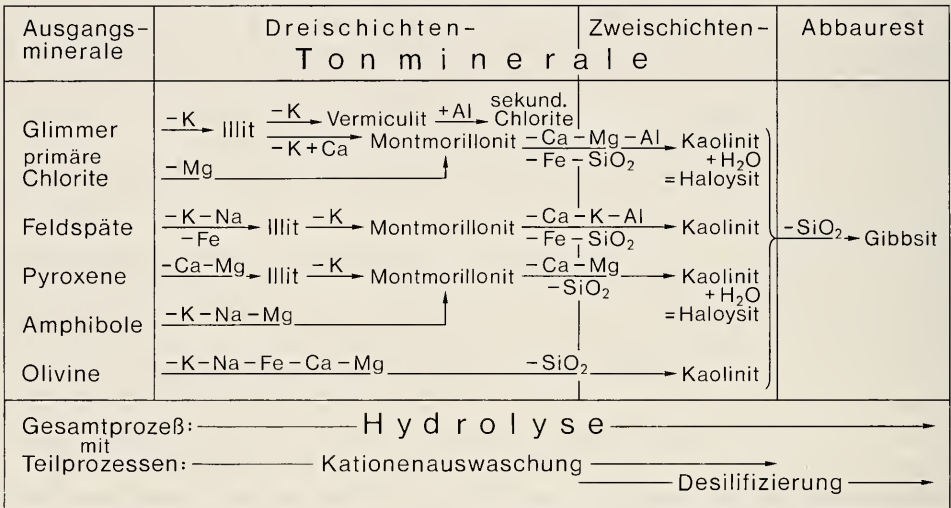 Ausgangs- Dreischichten- Zweischichten- Abbaurest
minerale Tonminerale
−K −K +Al sekund.
Glimmer Illit Vermiculit Chlorite
primäre −K+Ca Montmorillonit −Ca−Mg−Al Kaolinit
Chlorite −Mg −Fe−SiO₂ +H₂O
=Haloysit
Feldspäte −K−Na Illit −K Montmorillonit −Ca−K−Al Kaolinit −SiO₂ Gibbsit
−Fe −Fe−SiO₂
Pyroxene −Ca−Mg Illit −K Montmorillonit −Ca−Mg Kaolinit
−SiO₂ +H₂O
Amphibole −K−Na−Mg =Haloysit
Olivine −K−Na−Fe−Ca−Mg −SiO₂ Kaolinit
Gesamtprozeß: Hydrolyse
mit
Teilprozessen: Kationenauswaschung
Desilifizierung